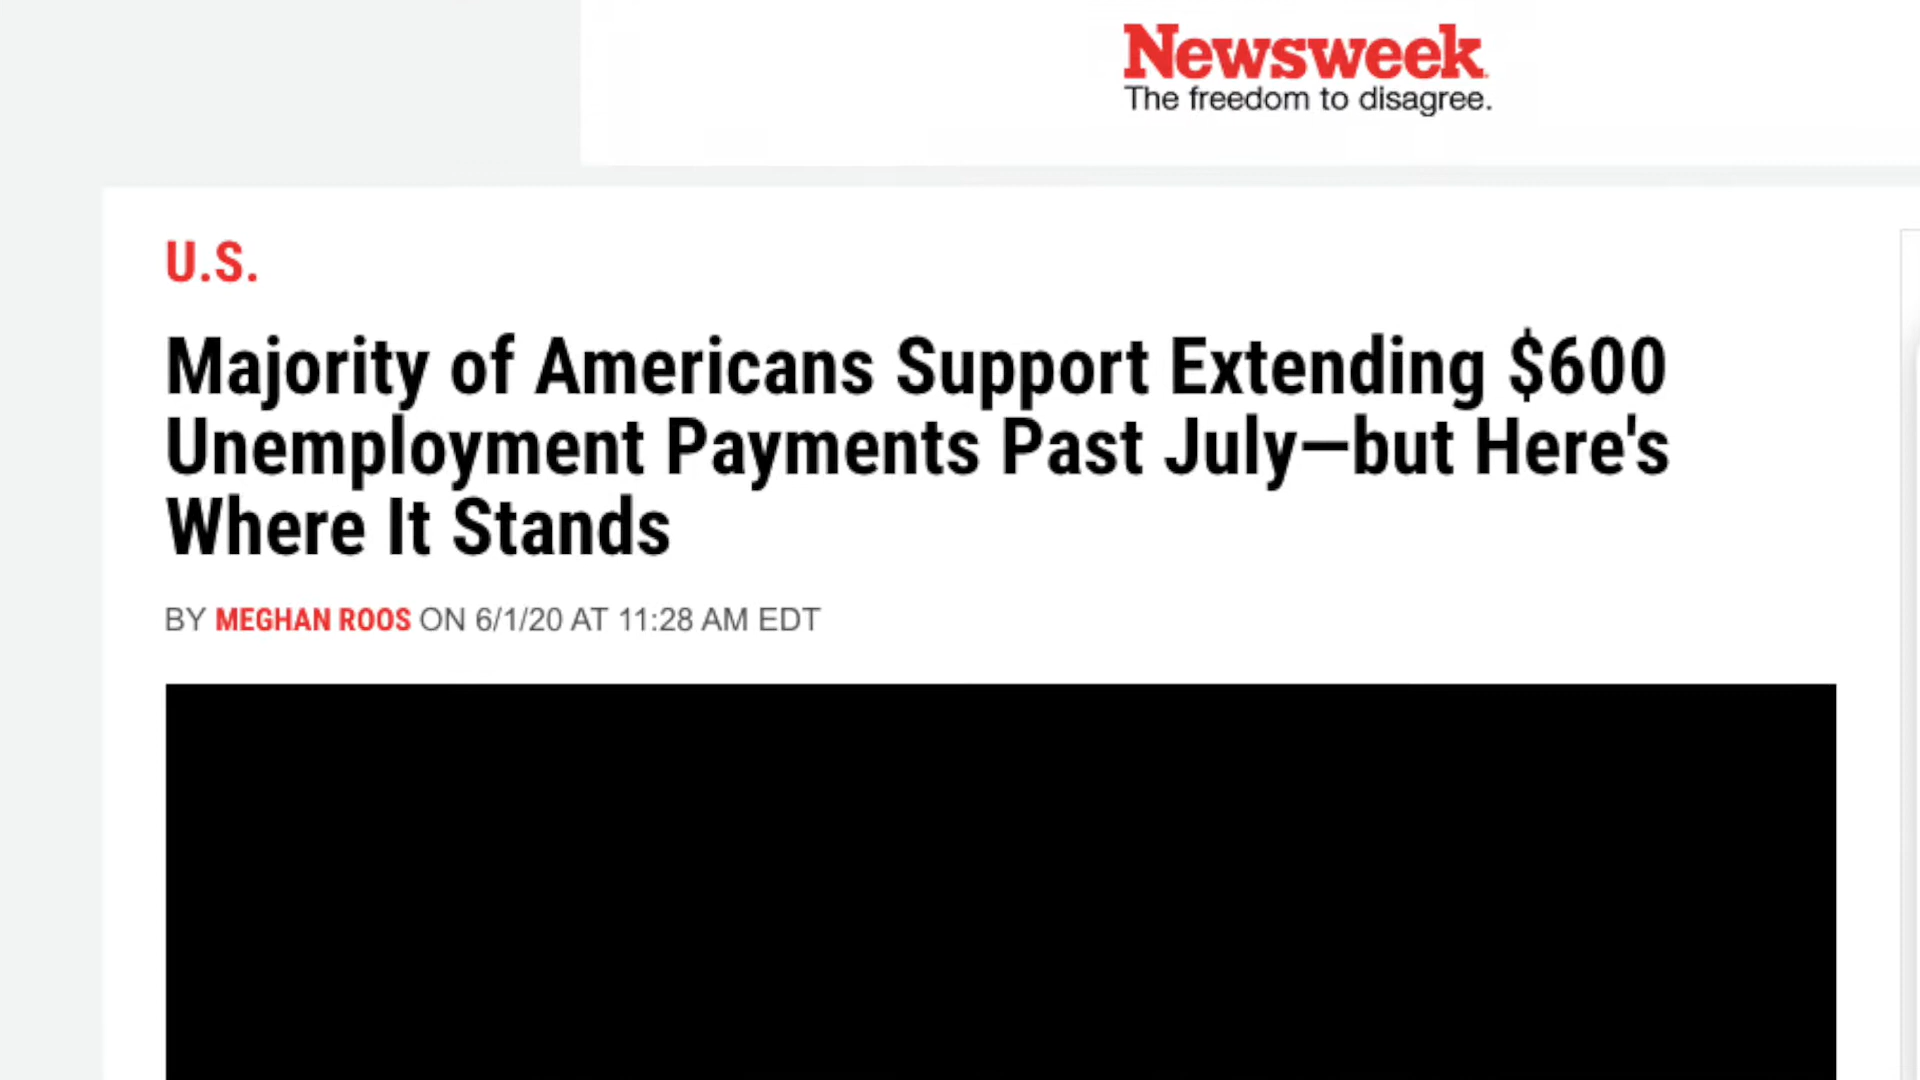 Newsweek
The freedom to disagree.
U.S.
Majority of Americans Support Extending $600
Unemployment Payments Past July—but Here's
Where It Stands
BY MEGHAN ROOS ON 6/1/20 AT 11:28 AM EDT